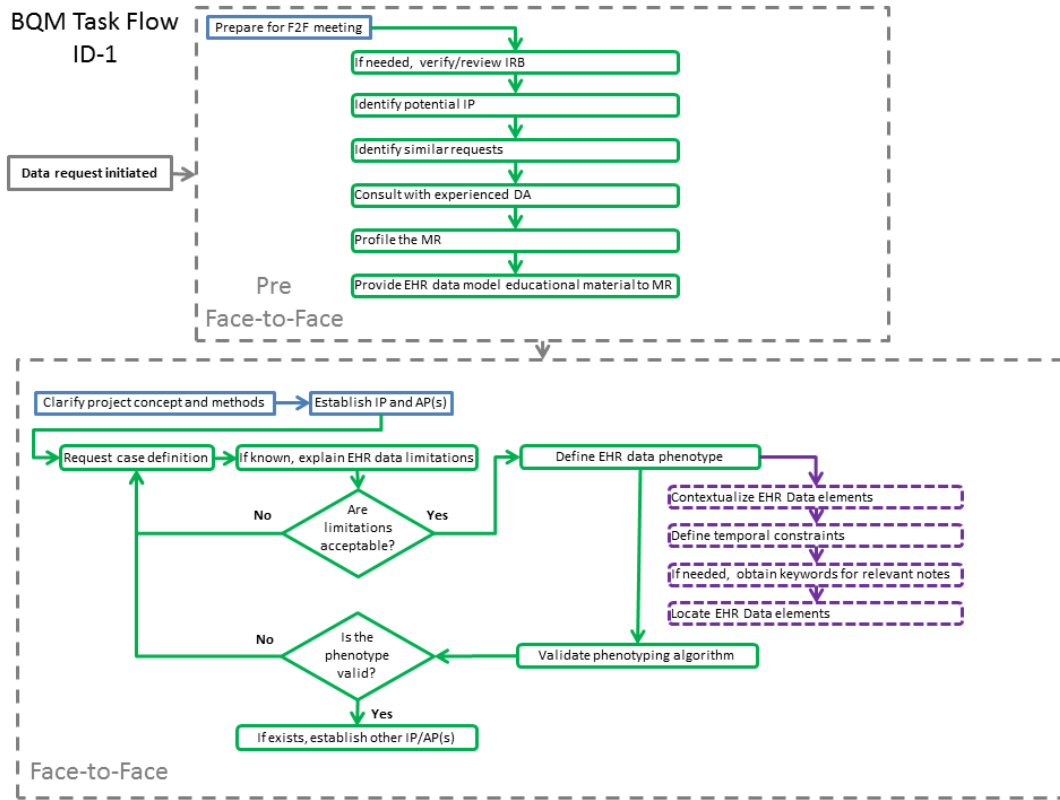 BQM Task Flow
ID-1
Prepare for F2F meeting
If needed, verify/review IRB
Identify potential IP
Identify similar requests
Data request initiated
Consult with experienced DA
Profile the MR
Provide EHR data model educational material to MR
Pre
Face-to-Face
Clarify project concept and methods
Establish IP and AP(s)
Request case definition
If known, explain EHR data limitations
Define EHR data phenotype
No
Are
limitations
acceptable?
Yes
Contextualize EHR Data elements
Define temporal constraints
If needed, obtain keywords for relevant notes
Locate EHR Data elements
No
Is the
phenotype
valid?
Validate phenotyping algorithm
Yes
If exists, establish other IP/AP(s)
Face-to-Face